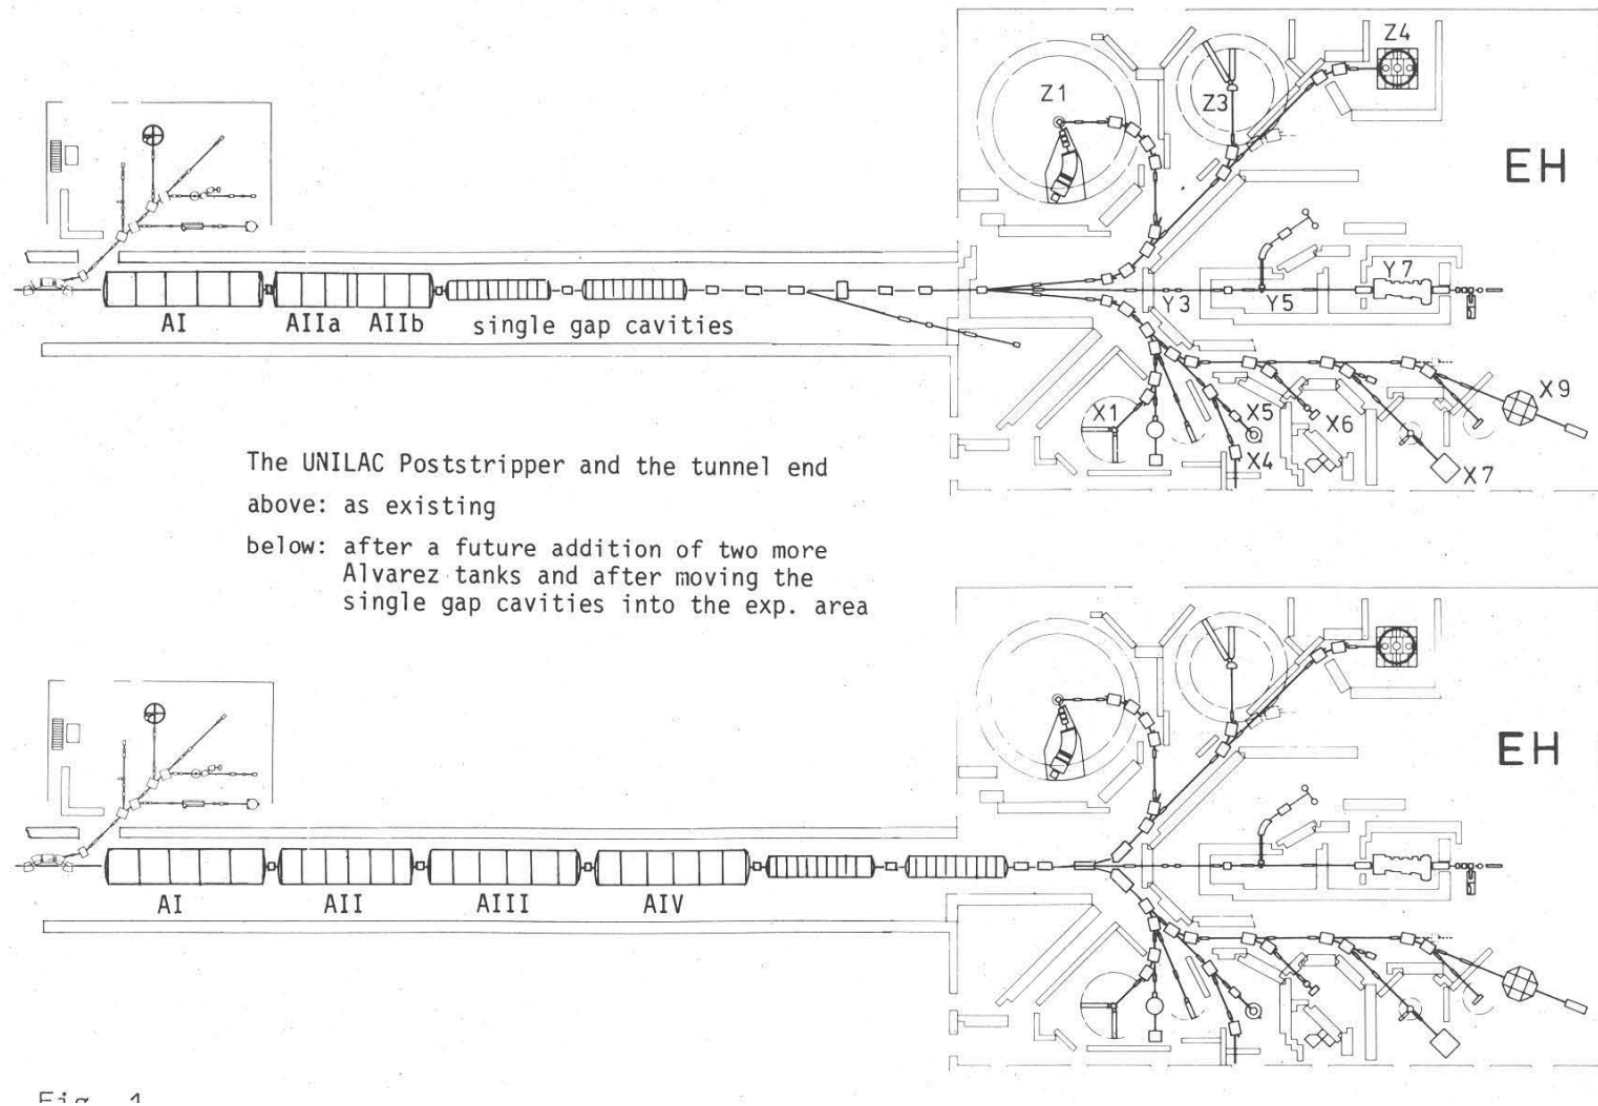 Z4
Z1
Z3
EH
Y7
AI
AIIa
AIIb
single gap cavities
Y3
Y5
X9
X1
X5
X6
X4
X7
The UNILAC Poststripper and the tunnel end
above: as existing
below: after a future addition of two more
Alvarez tanks and after moving the
single gap cavities into the exp. area
EH
AI
AII
AIII
AIV
Fig. 1